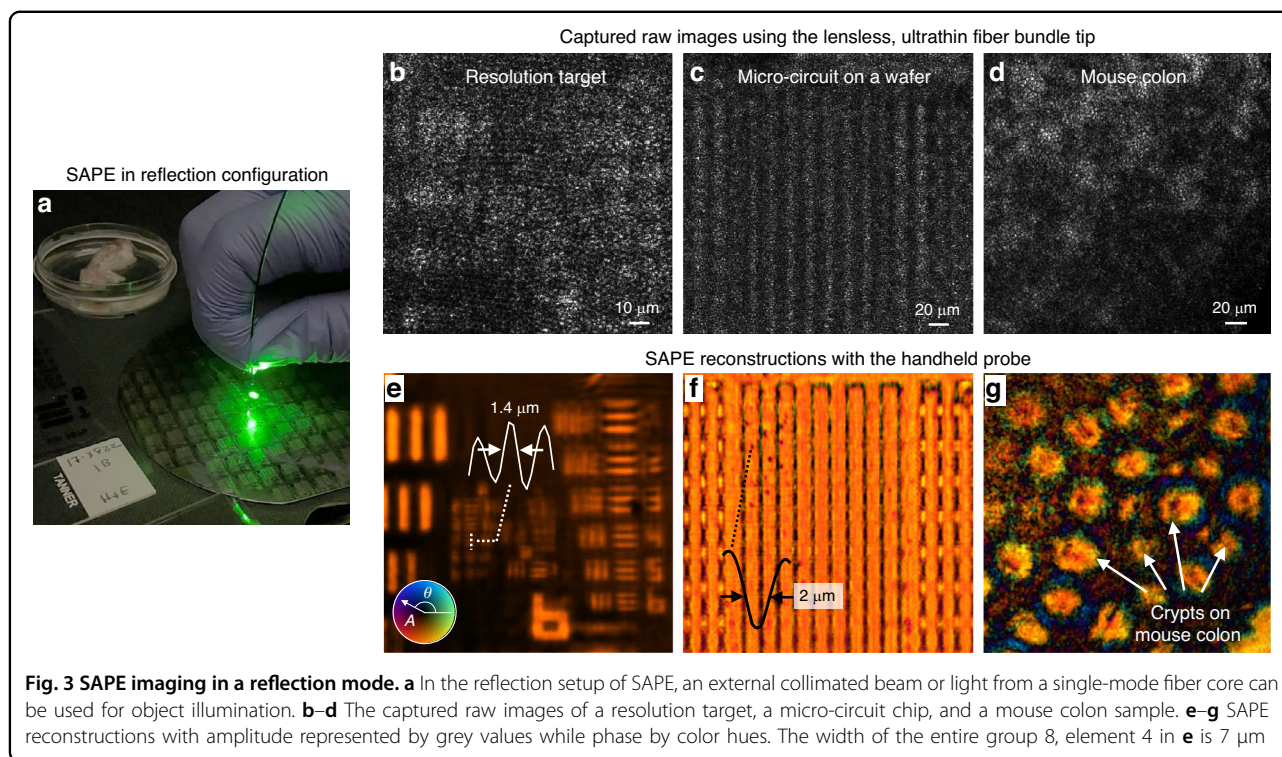 Captured raw images using the lensless, ultrathin fiber bundle tip
b Resolution target
c Micro-circuit on a wafer
d Mouse colon
SAPE in reflection configuration
a
10 μm
20 μm
20 μm
SAPE reconstructions with the handheld probe
e
f
g
1.4 μm
TANNER
18
θ
A
2 μm
Crypts on
mouse colon
Fig. 3 SAPE imaging in a reflection mode. a In the reflection setup of SAPE, an external collimated beam or light from a single-mode fiber core can
be used for object illumination. b–d The captured raw images of a resolution target, a micro-circuit chip, and a mouse colon sample. e–g SAPE
reconstructions with amplitude represented by grey values while phase by color hues. The width of the entire group 8, element 4 in e is 7 μm